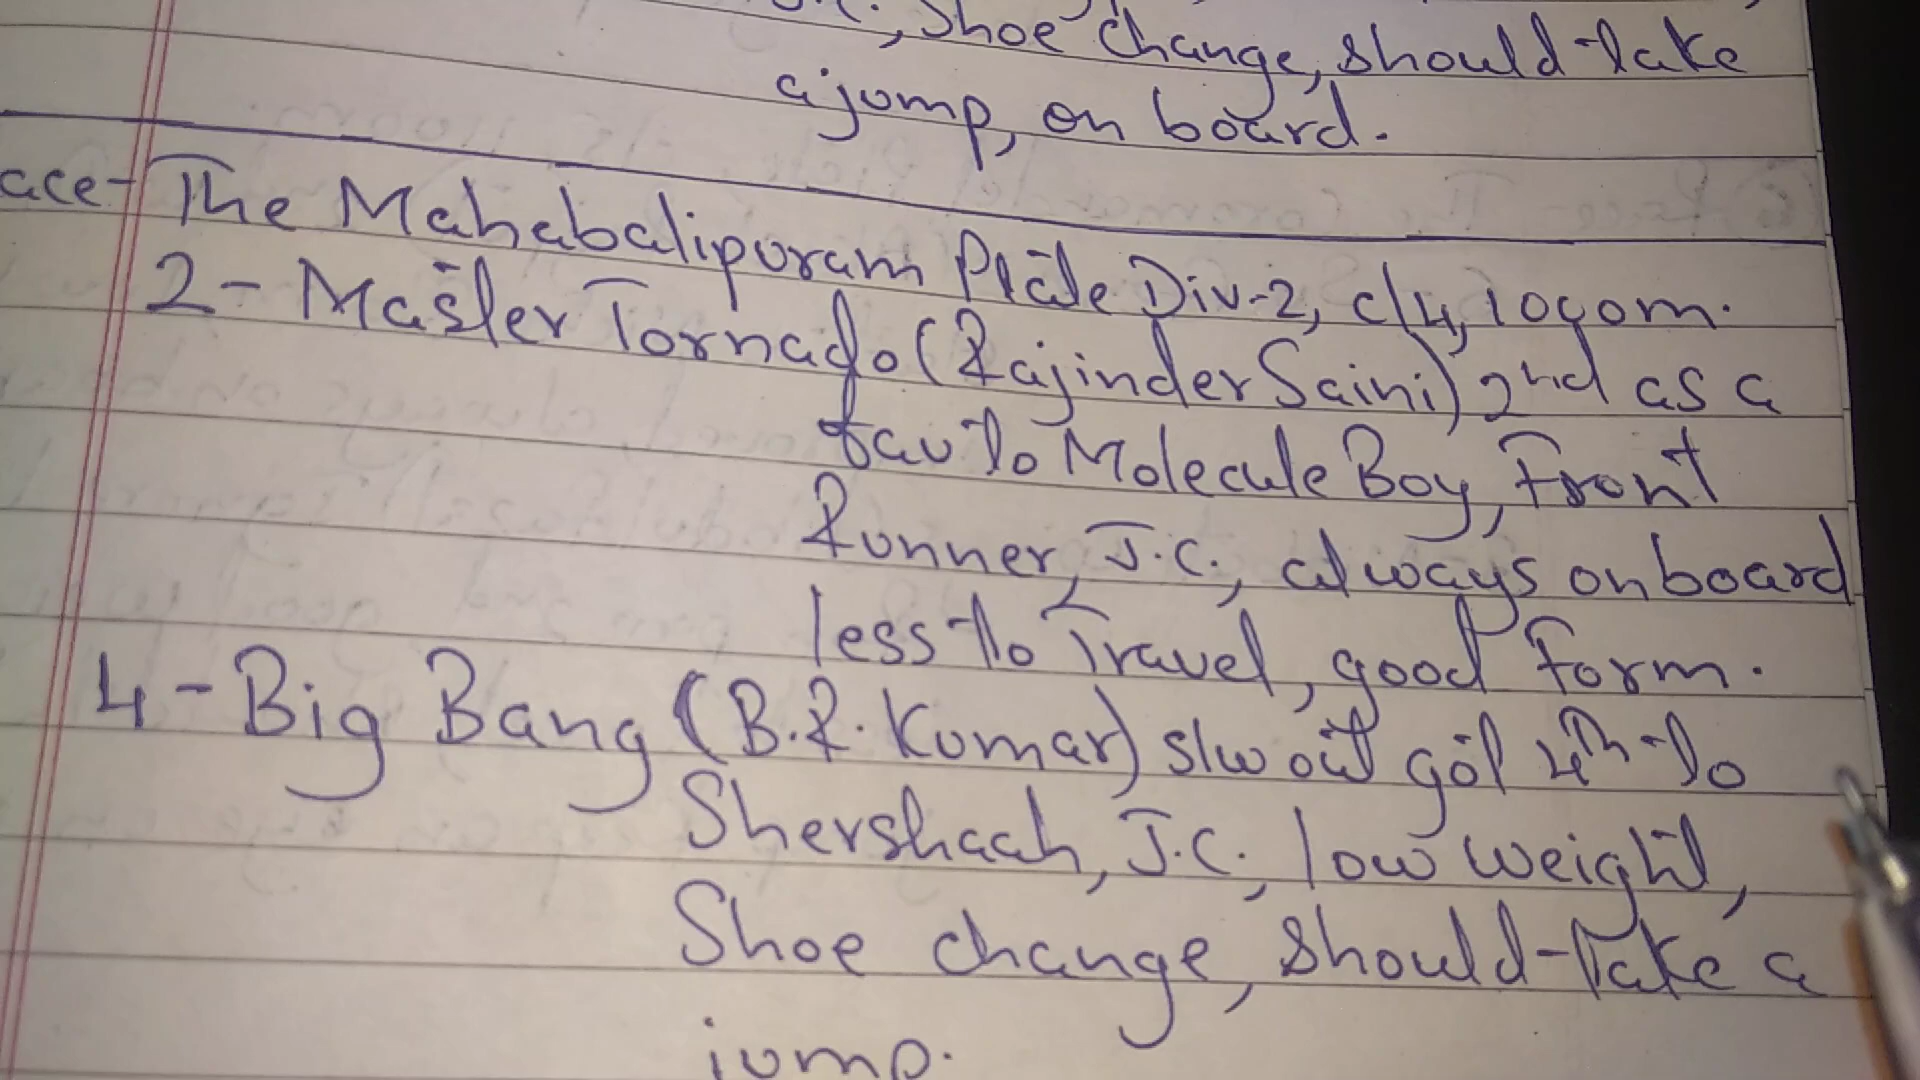 , Shoe change, should take
a jump, on board.
ace- The Mahabalipuram Plate Div-2, c/4, 1000m.
2- Master Tornado (Rajinder Saini) 2nd as a
fav to Molecule Boy, Front
Runner, J.C., always on board
less to Travel, good form.
4- Big Bang (B.R. Kumar) slw out got 4th to
Shershaah, J.C., low weight,
Shoe change, should take a
jump.